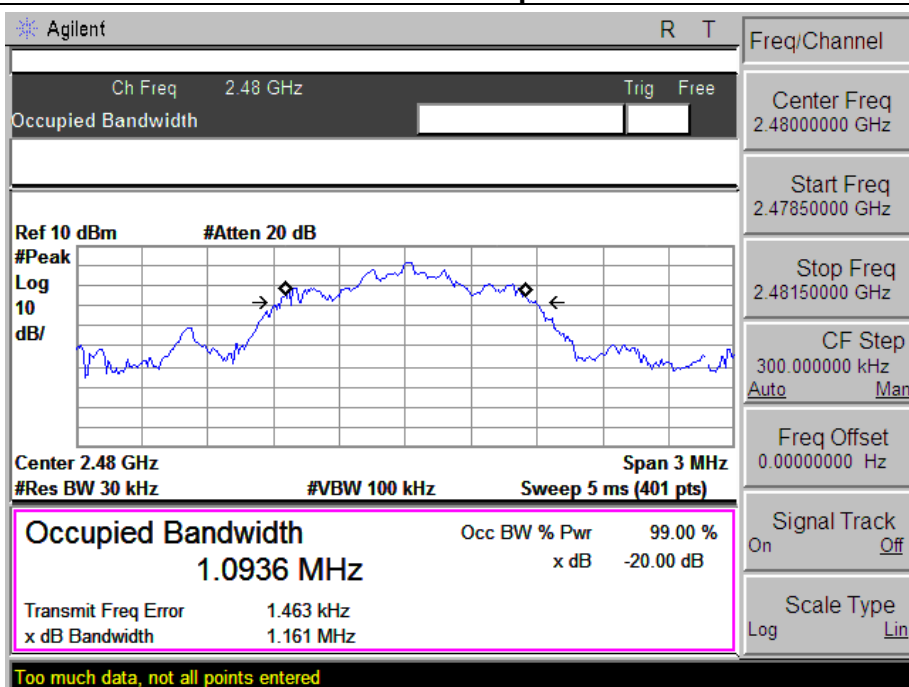 Agilent R T
Ch Freq 2.48 GHz Trig Free
Occupied Bandwidth
Ref 10 dBm #Atten 20 dB
#Peak
Log
10
dB/
Center 2.48 GHz Span 3 MHz
#Res BW 30 kHz #VBW 100 kHz Sweep 5 ms (401 pts)
Occupied Bandwidth Occ BW % Pwr 99.00 %
1.0936 MHz x dB -20.00 dB
Transmit Freq Error 1.463 kHz
x dB Bandwidth 1.161 MHz
Too much data, not all points entered
Freq/Channel
Center Freq
2.48000000 GHz
Start Freq
2.47850000 GHz
Stop Freq
2.48150000 GHz
CF Step
300.000000 kHz
Auto Man
Freq Offset
0.00000000 Hz
Signal Track
On Off
Scale Type
Log Lin